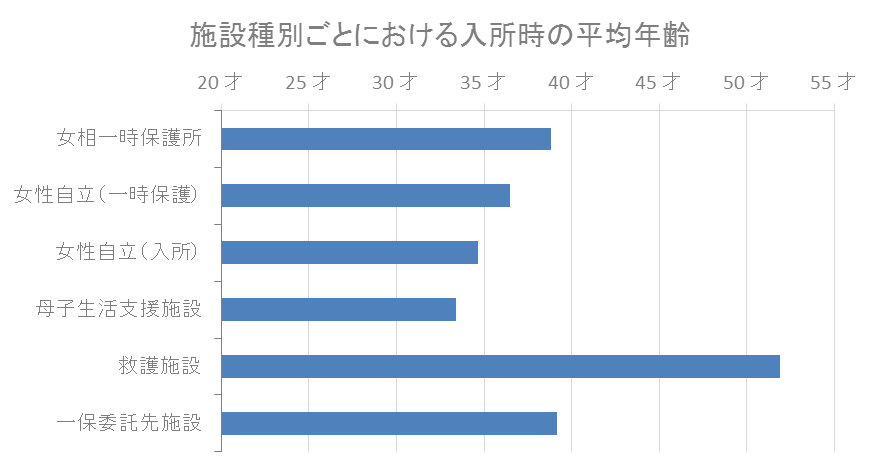 施設種別ごとにおける入所時の平均年齢
20才 25才 30才 35才 40才 45才 50才 55才
女相一時保護所
女性自立(一時保護)
女性自立(入所)
母子生活支援施設
救護施設
一保委託先施設